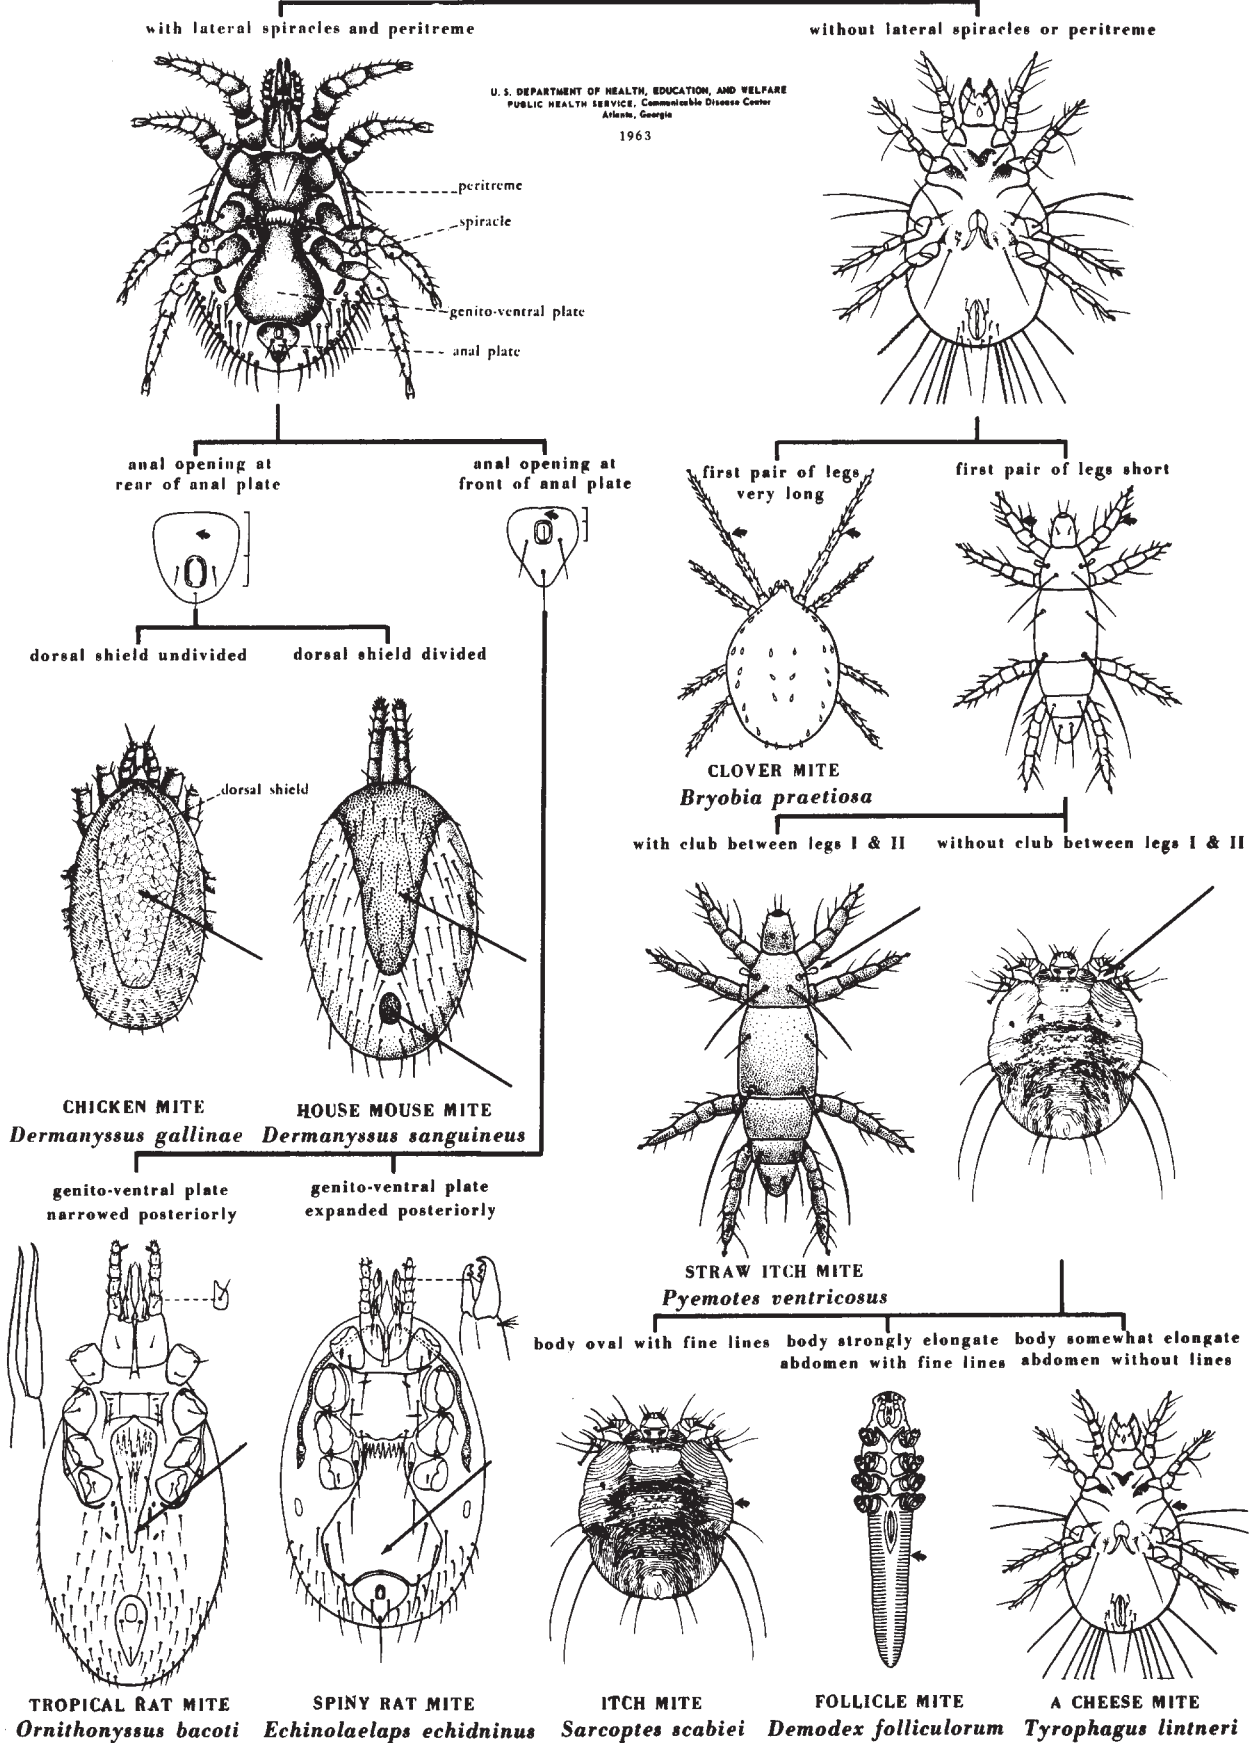 with lateral spiracles and peritreme
without lateral spiracles or peritreme
U. S. DEPARTMENT OF HEALTH, EDUCATION, AND WELFARE
PUBLIC HEALTH SERVICE, Communicable Disease Center
Atlanta, Georgia
1963
peritreme
spiracle
genito-ventral plate
anal plate
anal opening at
rear of anal plate
anal opening at
front of anal plate
first pair of legs
very long
first pair of legs short
dorsal shield undivided
dorsal shield divided
dorsal shield
CLOVER MITE
Bryobia praetiosa
with club between legs I & II
without club between legs I & II
CHICKEN MITE
Dermanyssus gallinae
HOUSE MOUSE MITE
Dermanyssus sanguineus
genito-ventral plate
narrowed posteriorly
genito-ventral plate
expanded posteriorly
STRAW ITCH MITE
Pyemotes ventricosus
body oval with fine lines
body strongly elongate
abdomen with fine lines
body somewhat elongate
abdomen without lines
TROPICAL RAT MITE
Ornithonyssus bacoti
SPINY RAT MITE
Echinolaelaps echidninus
ITCH MITE
Sarcoptes scabiei
FOLLICLE MITE
Demodex folliculorum
A CHEESE MITE
Tyrophagus lintneri